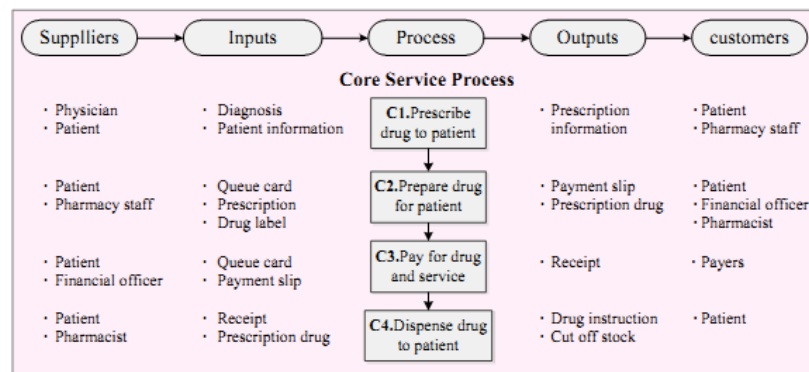 Supplliers
Inputs
Process
Outputs
customers
Core Service Process
· Physician
· Patient
· Diagnosis
· Patient information
C1.Prescribe
drug to patient
· Prescription
information
· Patient
· Pharmacy staff
· Patient
· Pharmacy staff
· Queue card
· Prescription
· Drug label
C2.Prepare drug
for patient
· Payment slip
· Prescription drug
· Patient
· Financial officer
· Pharmacist
· Patient
· Financial officer
· Queue card
· Payment slip
C3.Pay for drug
and service
· Receipt
· Payers
· Patient
· Pharmacist
· Receipt
· Prescription drug
C4.Dispense drug
to patient
· Drug instruction
· Cut off stock
· Patient